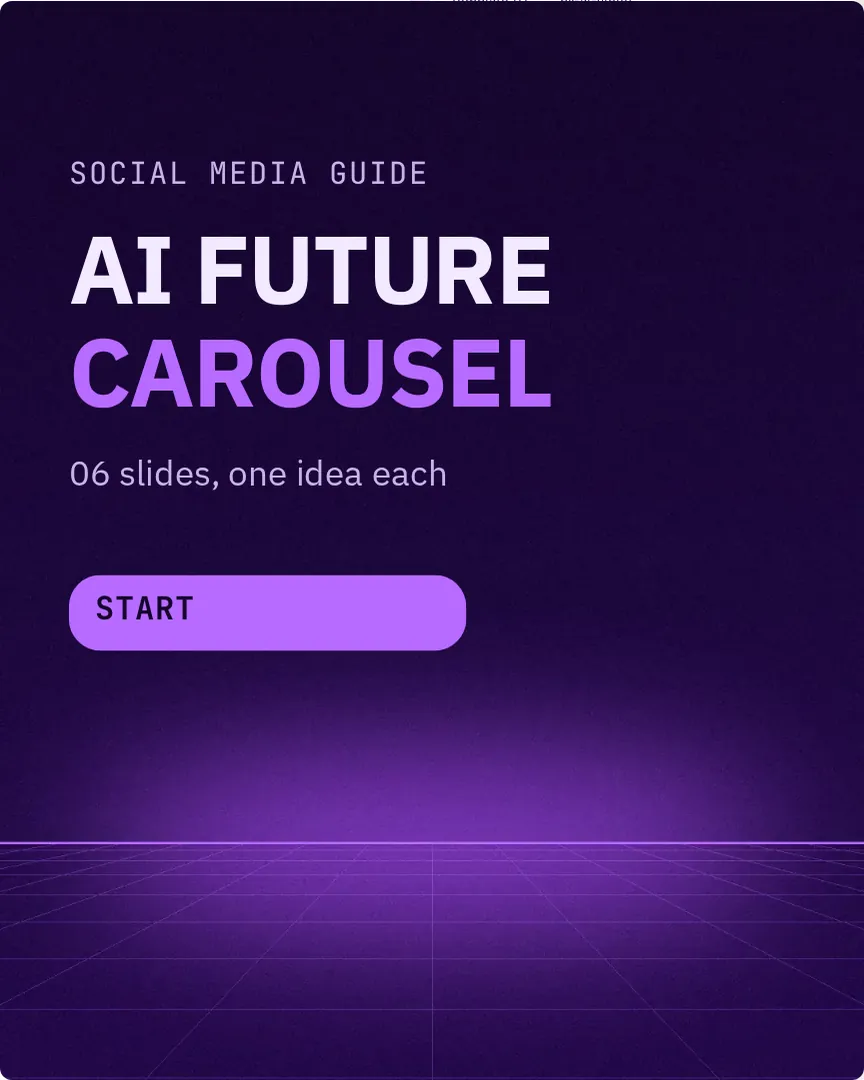 SOCIAL MEDIA GUIDE
AI FUTURE
CAROUSEL
06 slides, one idea each
START